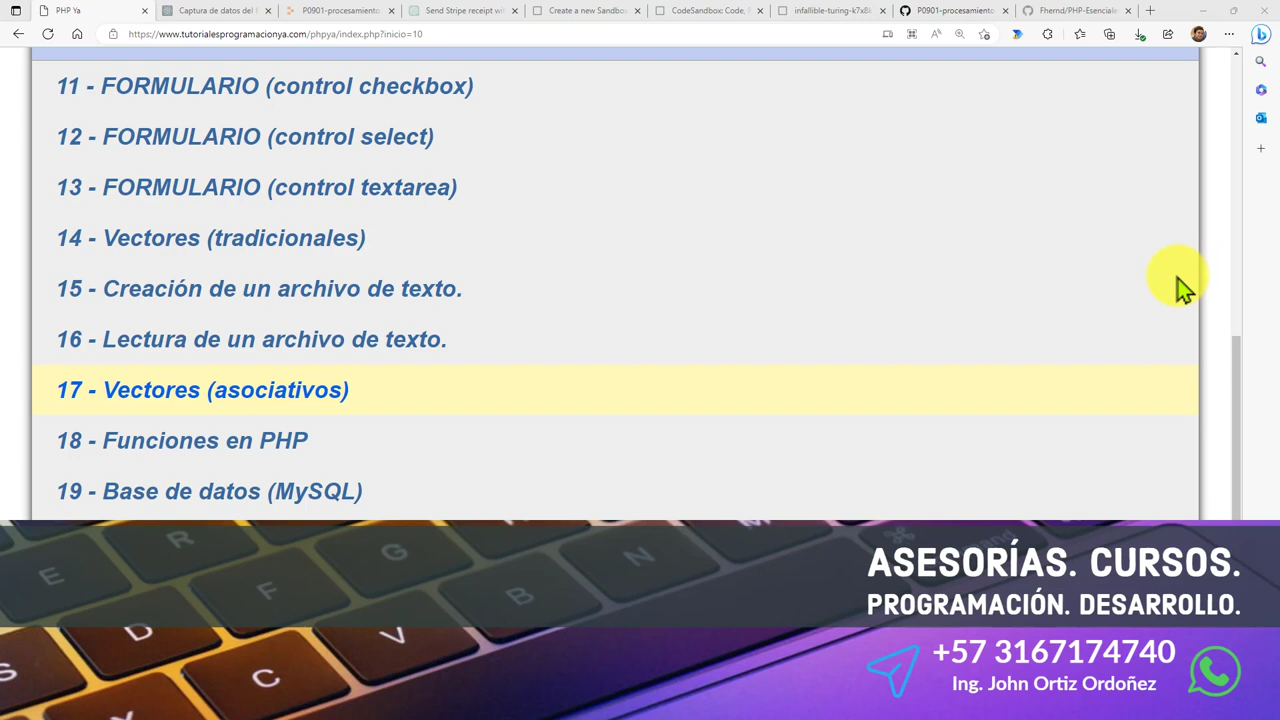 PHP Ya
Captura de datos del f
P0901-procesamiento
Send Stripe receipt wit
Create a new Sandbox
CodeSandbox: Code, F
infallible-turing-k7x8k
P0901-procesamiento
Fhernd/PHP-Esenciale
https://www.tutorialesprogramacionya.com/phpya/index.php?inicio=10
11 - FORMULARIO (control checkbox)
12 - FORMULARIO (control select)
13 - FORMULARIO (control textarea)
14 - Vectores (tradicionales)
15 - Creación de un archivo de texto.
16 - Lectura de un archivo de texto.
17 - Vectores (asociativos)
18 - Funciones en PHP
19 - Base de datos (MySQL)
E
R
F
G
C
V
B
N
ASESORÍAS. CURSOS.
PROGRAMACIÓN. DESARROLLO.
+57 3167174740
Ing. John Ortiz Ordoñez